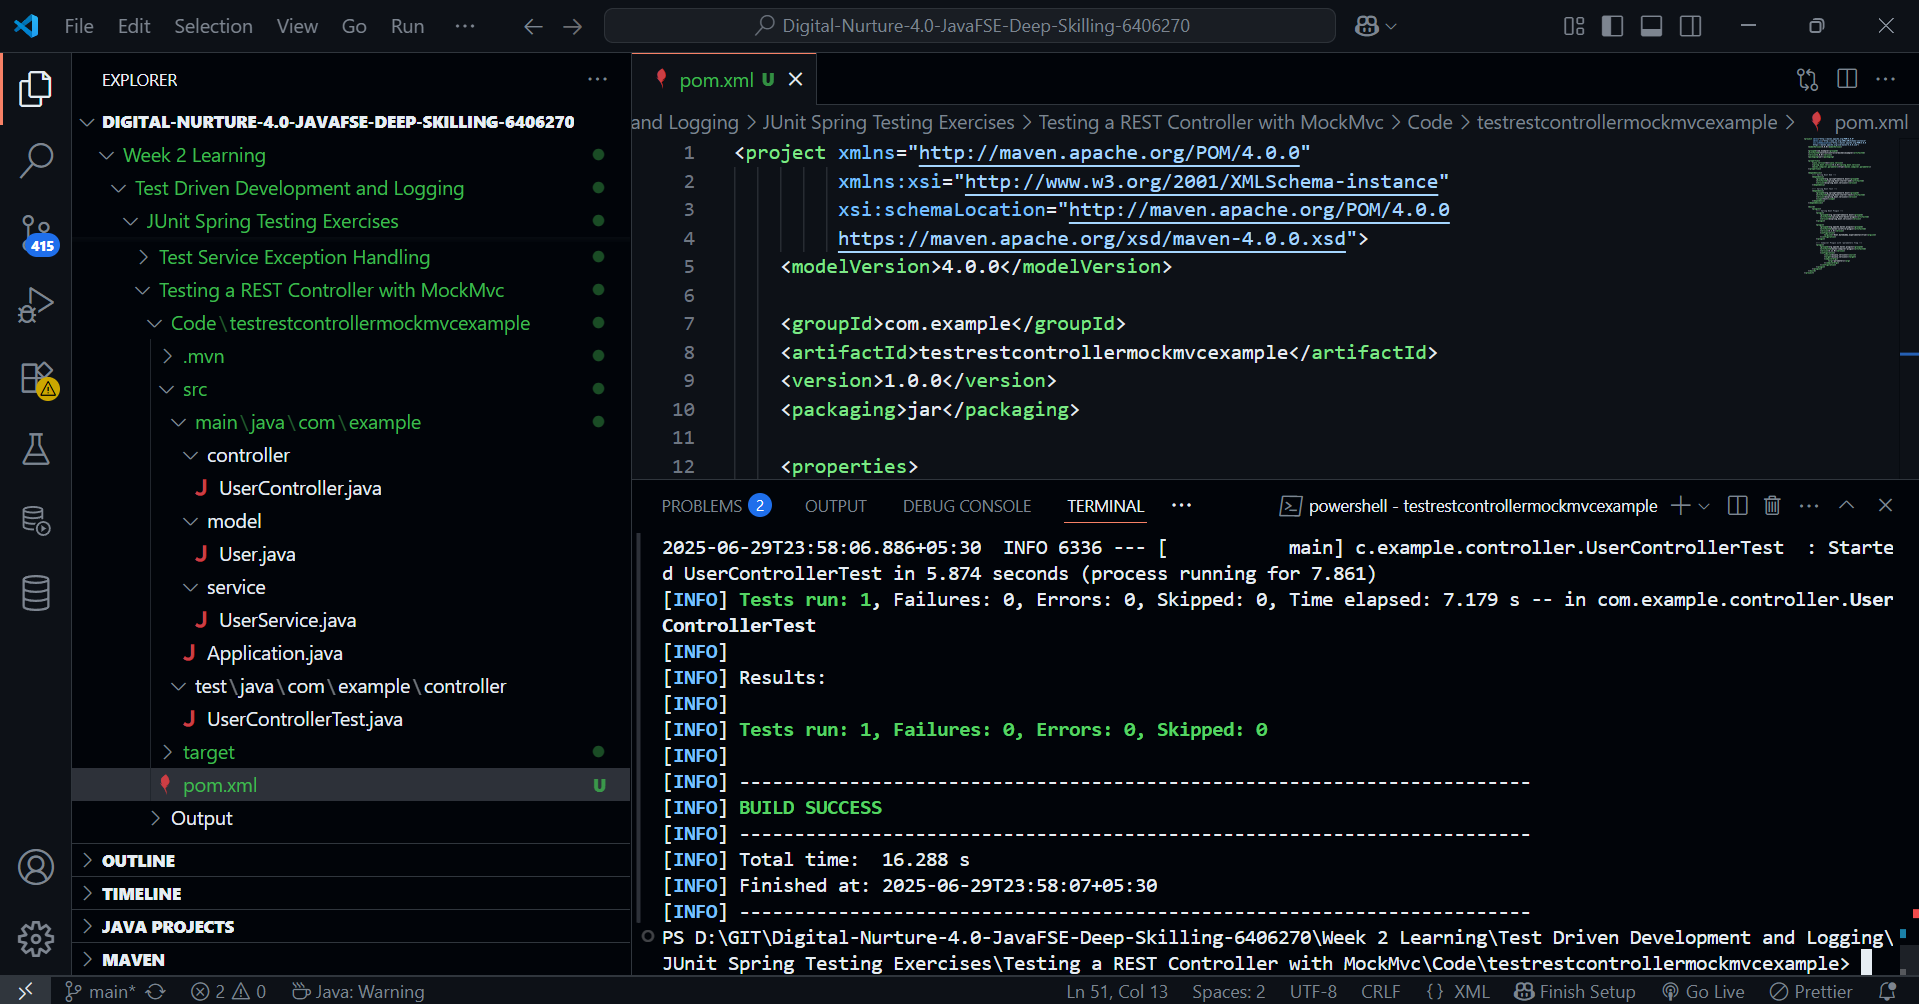 File Edit Selection View Go Run ··· Digital-Nurture-4.0-JavaFSE-Deep-Skilling-6406270
EXPLORER
DIGITAL-NURTURE-4.0-JAVAFSE-DEEP-SKILLING-6406270
Week 2 Learning
Test Driven Development and Logging
JUnit Spring Testing Exercises
Test Service Exception Handling
Testing a REST Controller with MockMvc
Code\testrestcontrollermockmvcexample
.mvn
src
main\java\com\example
controller
J UserController.java
model
J User.java
service
J UserService.java
J Application.java
test\java\com\example\controller
J UserControllerTest.java
target
pom.xml U
Output
OUTLINE
TIMELINE
JAVA PROJECTS
MAVEN
415
pom.xml U
and Logging > JUnit Spring Testing Exercises > Testing a REST Controller with MockMvc > Code > testrestcontrollermockmvcexample > pom.xml
1 <project xmlns="http://maven.apache.org/POM/4.0.0"
2 xmlns:xsi="http://www.w3.org/2001/XMLSchema-instance"
3 xsi:schemaLocation="http://maven.apache.org/POM/4.0.0
4 https://maven.apache.org/xsd/maven-4.0.0.xsd">
5 <modelVersion>4.0.0</modelVersion>
6
7 <groupId>com.example</groupId>
8 <artifactId>testrestcontrollermockmvcexample</artifactId>
9 <version>1.0.0</version>
10 <packaging>jar</packaging>
11
12 <properties>
PROBLEMS 2 OUTPUT DEBUG CONSOLE TERMINAL ··· powershell - testrestcontrollermockmvcexample
2025-06-29T23:58:06.886+05:30  INFO 6336 --- [           main] c.example.controller.UserControllerTest  : Starte
d UserControllerTest in 5.874 seconds (process running for 7.861)
[INFO] Tests run: 1, Failures: 0, Errors: 0, Skipped: 0, Time elapsed: 7.179 s -- in com.example.controller.User
ControllerTest
[INFO]
[INFO] Results:
[INFO]
[INFO] Tests run: 1, Failures: 0, Errors: 0, Skipped: 0
[INFO]
[INFO] ------------------------------------------------------------------------
[INFO] BUILD SUCCESS
[INFO] ------------------------------------------------------------------------
[INFO] Total time:  16.288 s
[INFO] Finished at: 2025-06-29T23:58:07+05:30
[INFO] ------------------------------------------------------------------------
PS D:\GIT\Digital-Nurture-4.0-JavaFSE-Deep-Skilling-6406270\Week 2 Learning\Test Driven Development and Logging\
JUnit Spring Testing Exercises\Testing a REST Controller with MockMvc\Code\testrestcontrollermockmvcexample>
main* 2 0 Java: Warning Ln 51, Col 13 Spaces: 2 UTF-8 CRLF {} XML Finish Setup Go Live Prettier